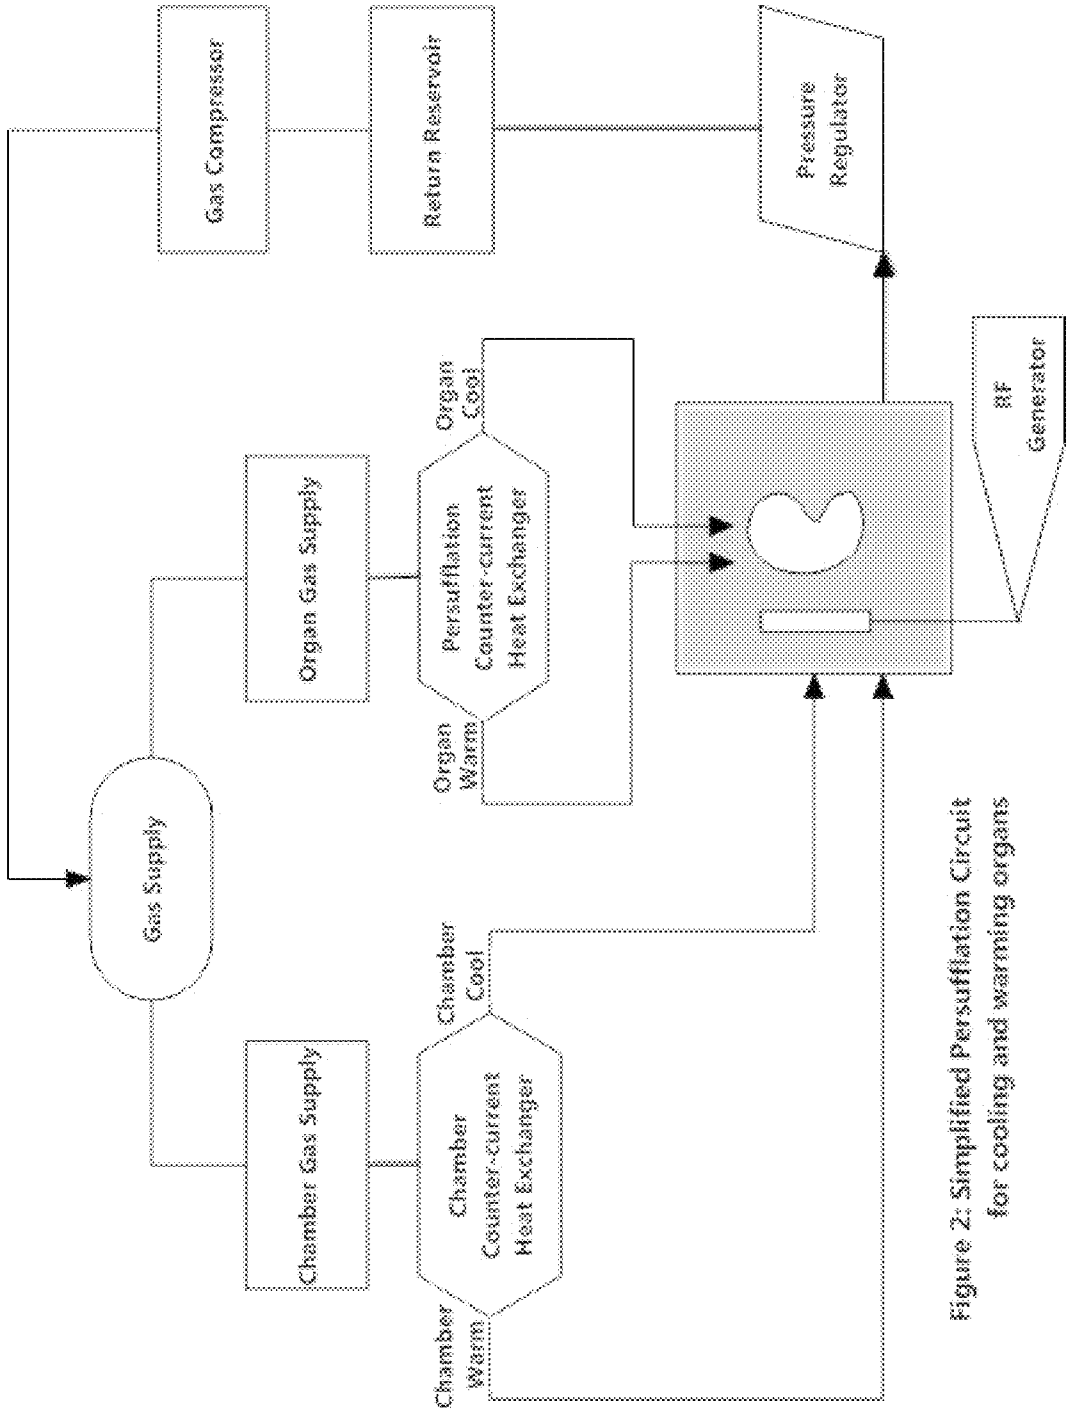 Gas Supply
Chamber Gas Supply
Organ Gas Supply
Gas Compressor
Return Reservoir
Chamber
Warm
Chamber
Counter-current
Heat Exchanger
Chamber
Cool
Organ
Warm
Persufflation
Counter-current
Heat Exchanger
Organ
Cool
Pressure
Regulator
RF
Generator
Figure 2: Simplified Persufflation Circuit
for cooling and warming organs